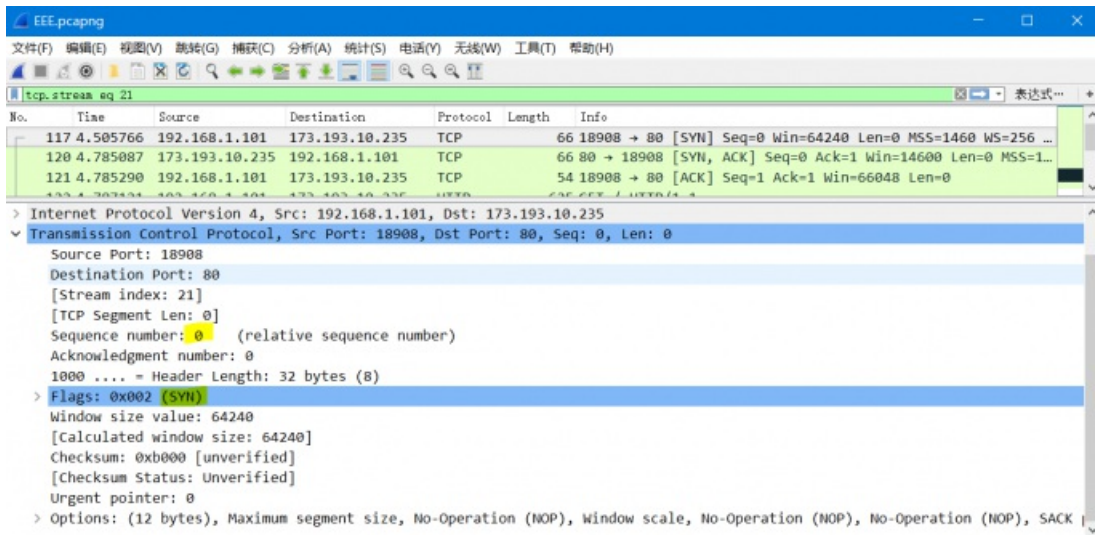 EEE.pcapng
文件(F) 编辑(E) 视图(V) 跳转(G) 捕获(C) 分析(A) 统计(S) 电话(Y) 无线(W) 工具(T) 帮助(H)
tcp.stream eq 21 表达式…
No. Time Source Destination Protocol Length Info
117 4.505766 192.168.1.101 173.193.10.235 TCP 66 18908 → 80 [SYN] Seq=0 Win=64240 Len=0 MSS=1460 WS=256 …
120 4.785087 173.193.10.235 192.168.1.101 TCP 66 80 → 18908 [SYN, ACK] Seq=0 Ack=1 Win=14600 Len=0 MSS=1…
121 4.785290 192.168.1.101 173.193.10.235 TCP 54 18908 → 80 [ACK] Seq=1 Ack=1 Win=66048 Len=0
> Internet Protocol Version 4, Src: 192.168.1.101, Dst: 173.193.10.235
Transmission Control Protocol, Src Port: 18908, Dst Port: 80, Seq: 0, Len: 0
Source Port: 18908
Destination Port: 80
[Stream index: 21]
[TCP Segment Len: 0]
Sequence number: 0 (relative sequence number)
Acknowledgment number: 0
1000 .... = Header Length: 32 bytes (8)
> Flags: 0x002 (SYN)
Window size value: 64240
[Calculated window size: 64240]
Checksum: 0xb000 [unverified]
[Checksum Status: Unverified]
Urgent pointer: 0
> Options: (12 bytes), Maximum segment size, No-Operation (NOP), Window scale, No-Operation (NOP), No-Operation (NOP), SACK